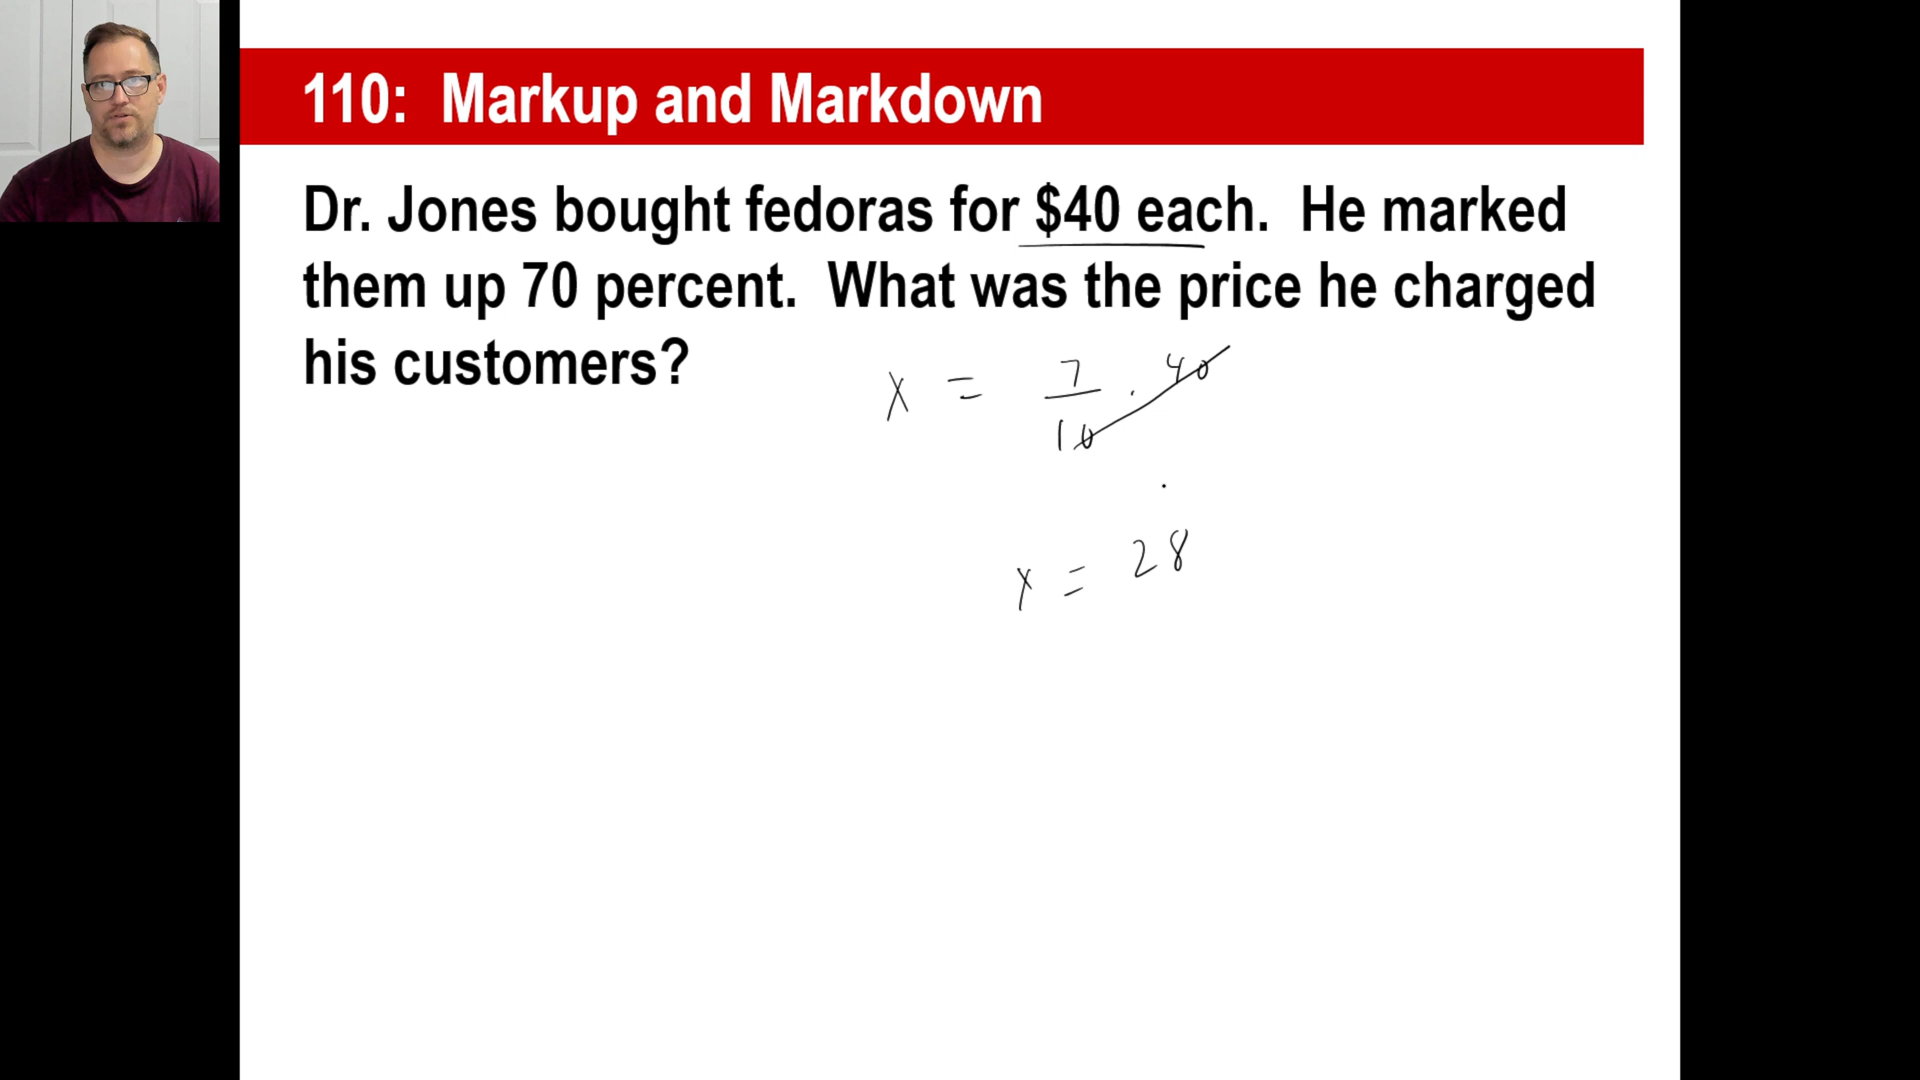 110: Markup and Markdown
Dr. Jones bought fedoras for $40 each. He marked
them up 70 percent. What was the price he charged
his customers?
x = 7/10 . 40
x = 28